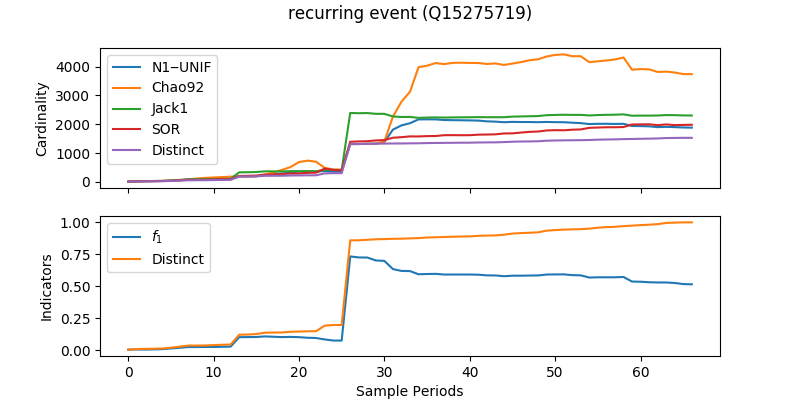 recurring event (Q15275719)
Cardinality
4000
3000
2000
1000
0
N1−UNIF
Chao92
Jack1
SOR
Distinct
Indicators
1.00
0.75
0.50
0.25
0.00
f1
Distinct
0 10 20 30 40 50 60
Sample Periods